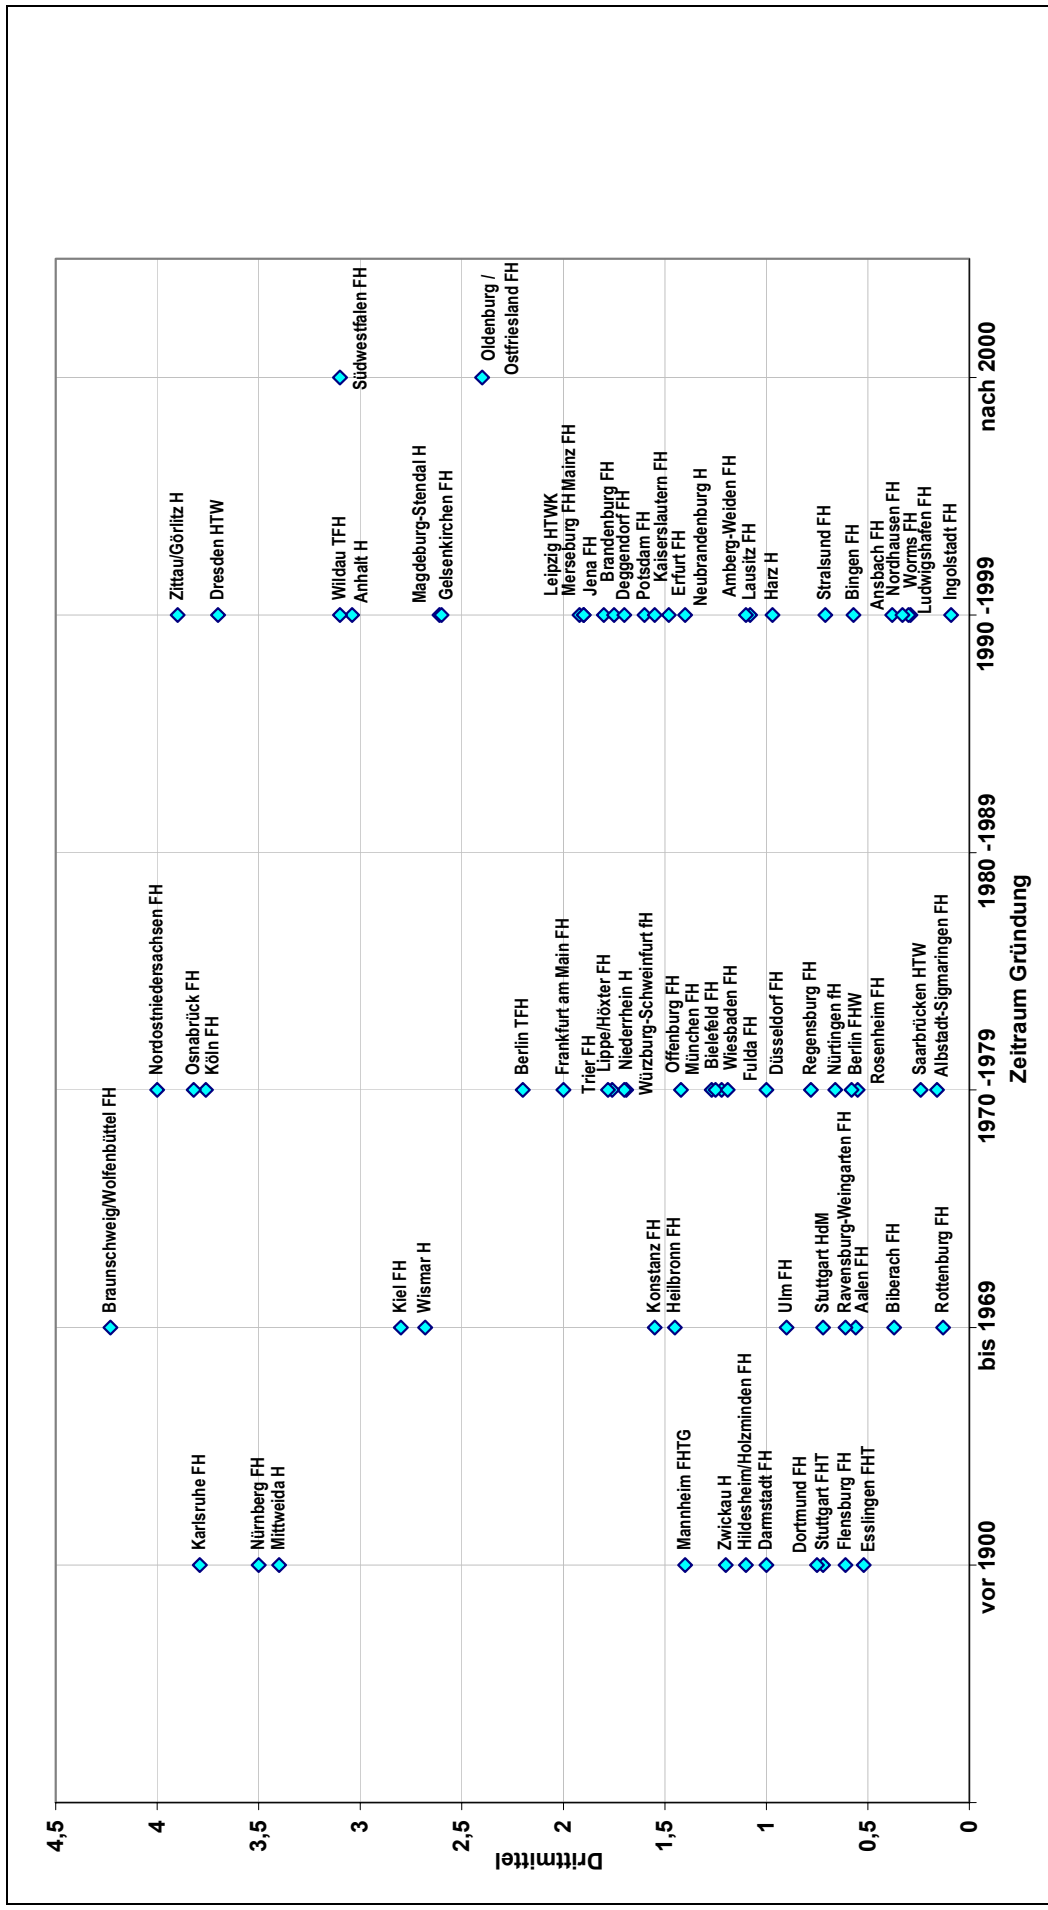 4,5
4
3,5
3
2,5
2
1,5
1
0,5
0
Drittmittel
vor 1900
bis 1969
1970 -1979
1980 -1989
1990 -1999
nach 2000
Zeitraum Gründung
Karlsruhe FH
Nürnberg FH
Mittweida H
Mannheim FHTG
Zwickau H
Hildesheim/Holzminden FH
Darmstadt FH
Dortmund FH
Stuttgart FHT
Flensburg FH
Esslingen FHT
Braunschweig/Wolfenbüttel FH
Kiel FH
Wismar H
Konstanz FH
Heilbronn FH
Ulm FH
Stuttgart HdM
Ravensburg-Weingarten FH
Aalen FH
Biberach FH
Rottenburg FH
Nordostniedersachsen FH
Osnabrück FH
Köln FH
Berlin TFH
Frankfurt am Main FH
Trier FH
Lippe/Höxter FH
Niederrhein H
Würzburg-Schweinfurt fH
Offenburg FH
München FH
Bielefeld FH
Wiesbaden FH
Fulda FH
Düsseldorf FH
Regensburg FH
Nürtingen fH
Berlin FHW
Rosenheim FH
Saarbrücken HTW
Albstadt-Sigmaringen FH
Zittau/Görlitz H
Dresden HTW
Wildau TFH
Anhalt H
Magdeburg-Stendal H
Gelsenkirchen FH
Leipzig HTWK
Merseburg FH Mainz FH
Jena FH
Brandenburg FH
Deggendorf FH
Potsdam FH
Kaiserslautern FH
Erfurt FH
Neubrandenburg H
Amberg-Weiden FH
Lausitz FH
Harz H
Stralsund FH
Bingen FH
Ansbach FH
Nordhausen FH
Worms FH
Ludwigshafen FH
Ingolstadt FH
Südwestfalen FH
Oldenburg /
Ostfriesland FH